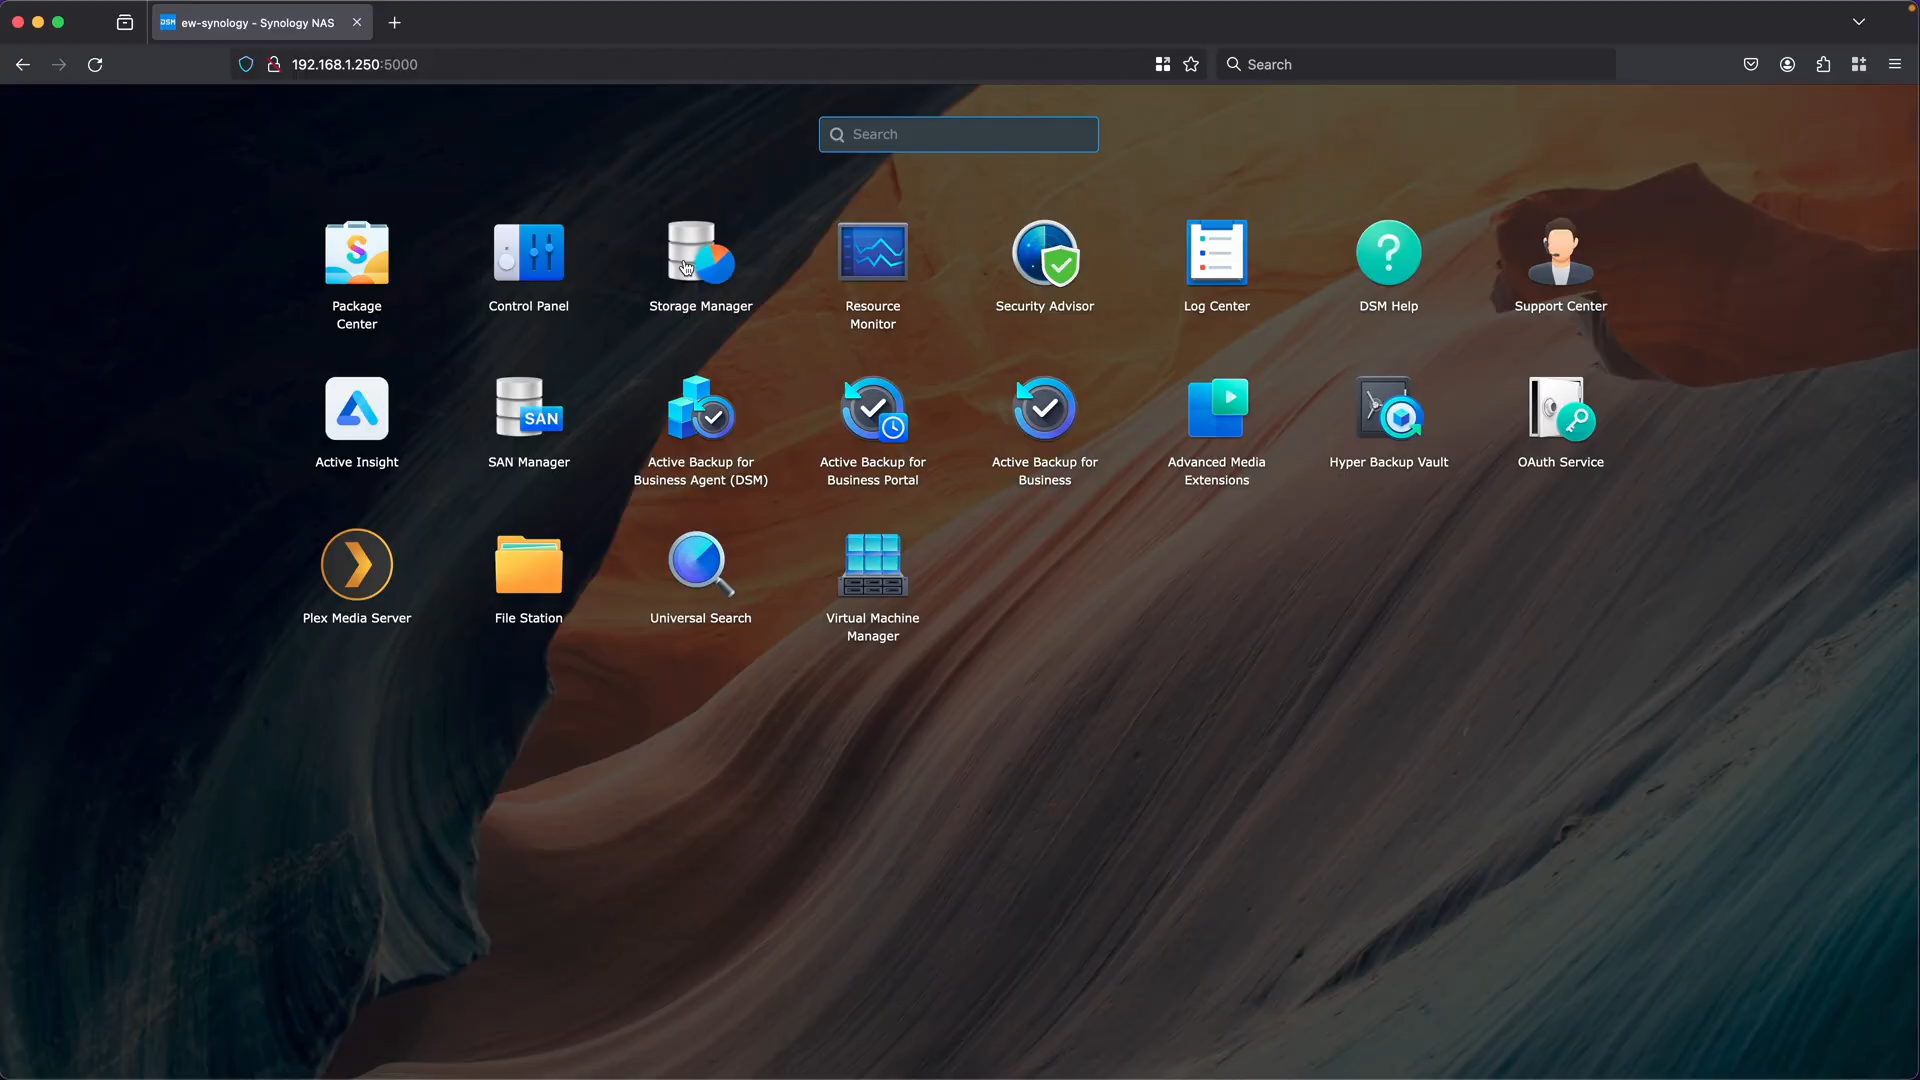 DSM ew-synology - Synology NAS
192.168.1.250:5000
Search
Search
Package
Center
Control Panel
Storage Manager
Resource
Monitor
Security Advisor
Log Center
DSM Help
Support Center
Active Insight
SAN
SAN Manager
Active Backup for
Business Agent (DSM)
Active Backup for
Business Portal
Active Backup for
Business
Advanced Media
Extensions
Hyper Backup Vault
OAuth Service
Plex Media Server
File Station
Universal Search
Virtual Machine
Manager